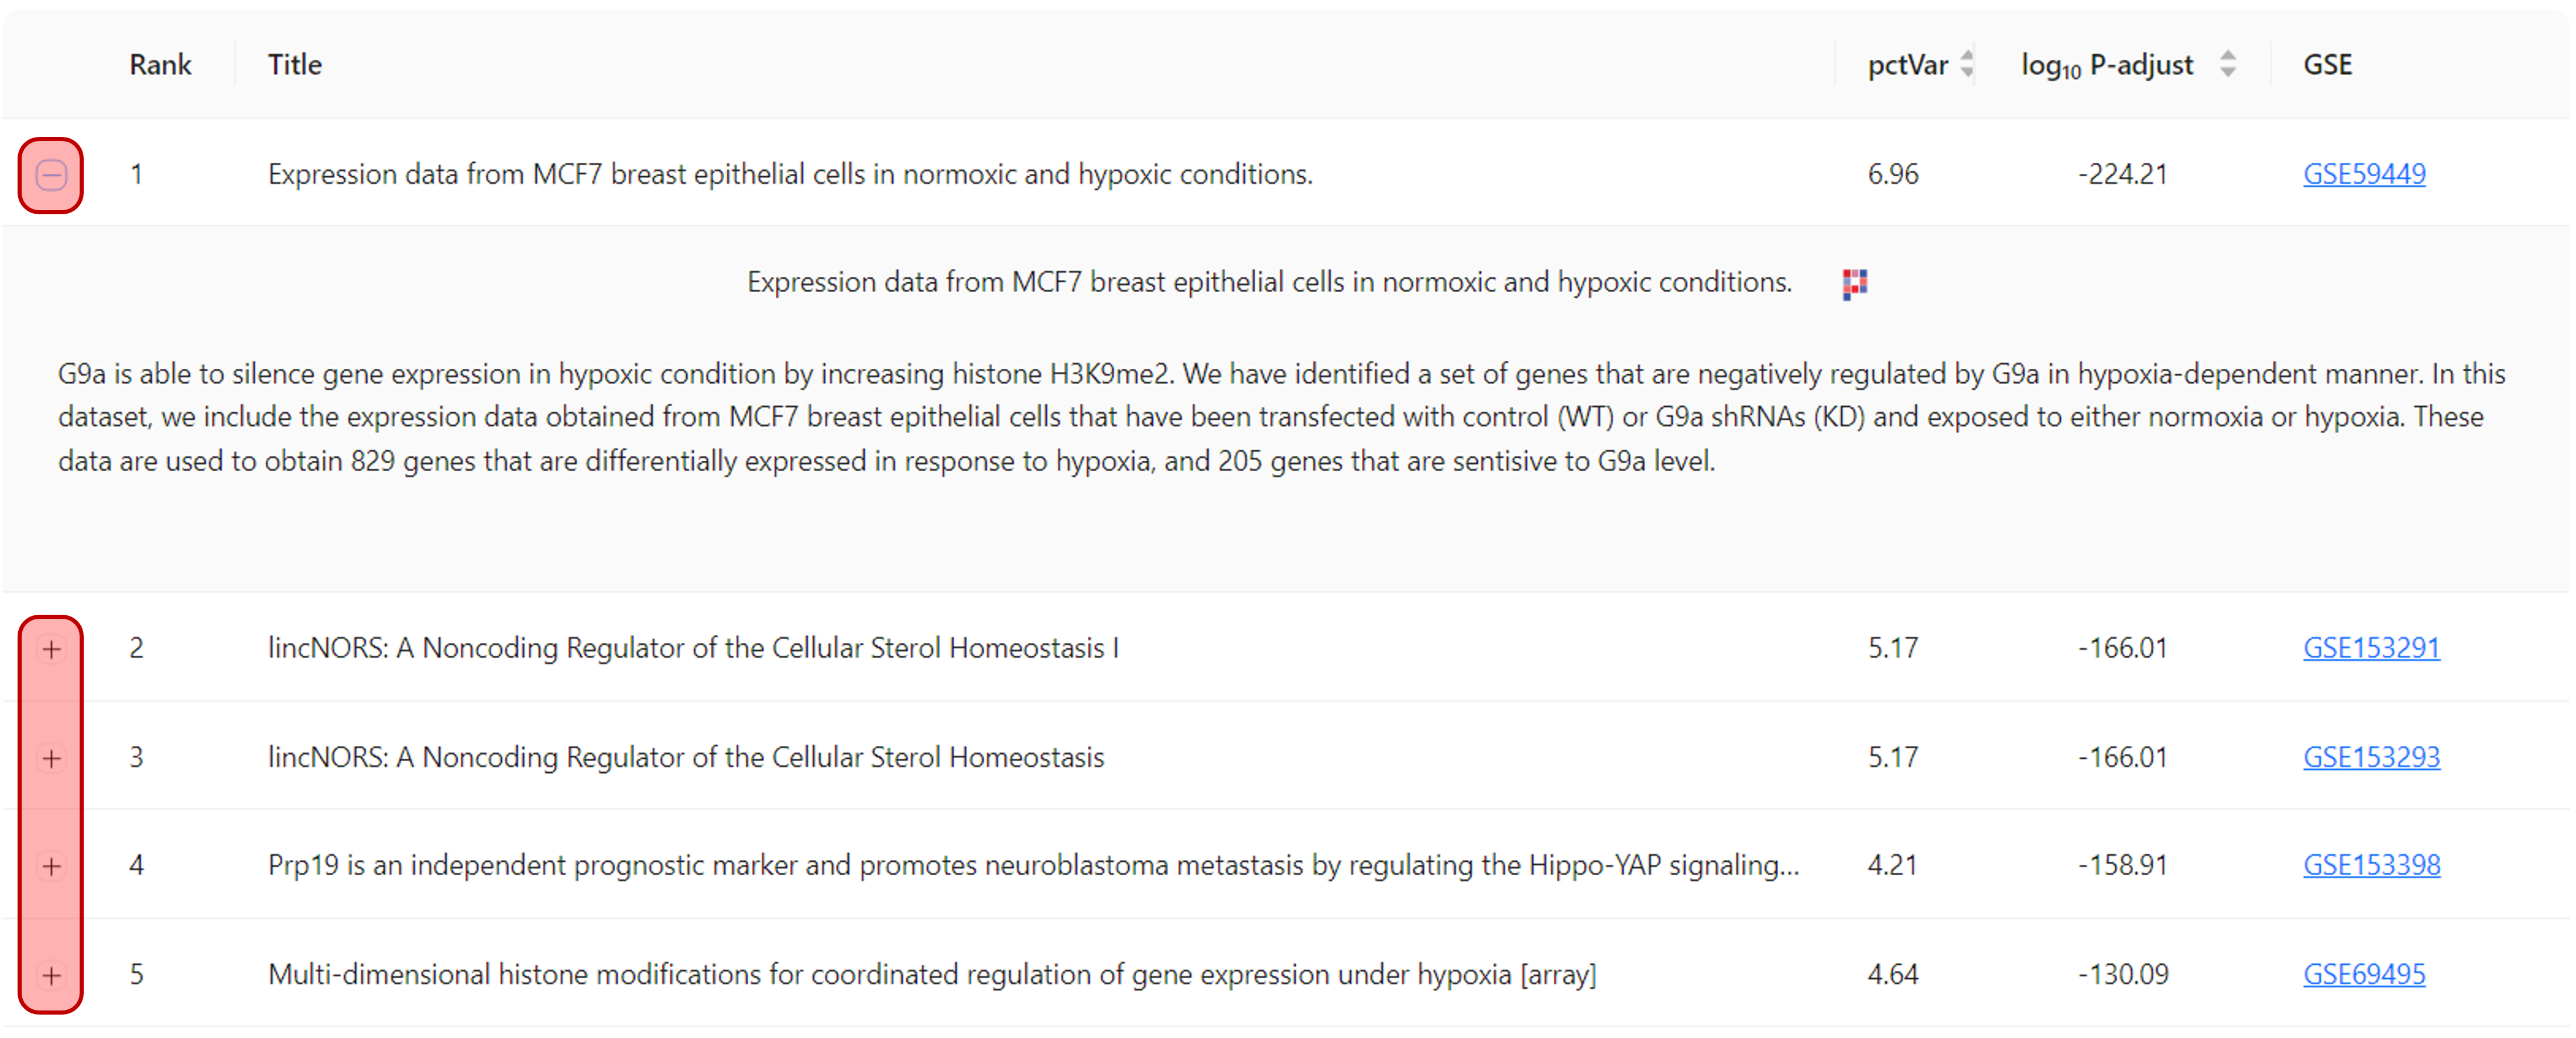 Rank Title pctVar log₁₀ P-adjust GSE
1 Expression data from MCF7 breast epithelial cells in normoxic and hypoxic conditions. 6.96 -224.21 GSE59449
Expression data from MCF7 breast epithelial cells in normoxic and hypoxic conditions.
G9a is able to silence gene expression in hypoxic condition by increasing histone H3K9me2. We have identified a set of genes that are negatively regulated by G9a in hypoxia-dependent manner. In this
dataset, we include the expression data obtained from MCF7 breast epithelial cells that have been transfected with control (WT) or G9a shRNAs (KD) and exposed to either normoxia or hypoxia. These
data are used to obtain 829 genes that are differentially expressed in response to hypoxia, and 205 genes that are sentisive to G9a level.
2 lincNORS: A Noncoding Regulator of the Cellular Sterol Homeostasis I 5.17 -166.01 GSE153291
3 lincNORS: A Noncoding Regulator of the Cellular Sterol Homeostasis 5.17 -166.01 GSE153293
4 Prp19 is an independent prognostic marker and promotes neuroblastoma metastasis by regulating the Hippo-YAP signaling... 4.21 -158.91 GSE153398
5 Multi-dimensional histone modifications for coordinated regulation of gene expression under hypoxia [array] 4.64 -130.09 GSE69495